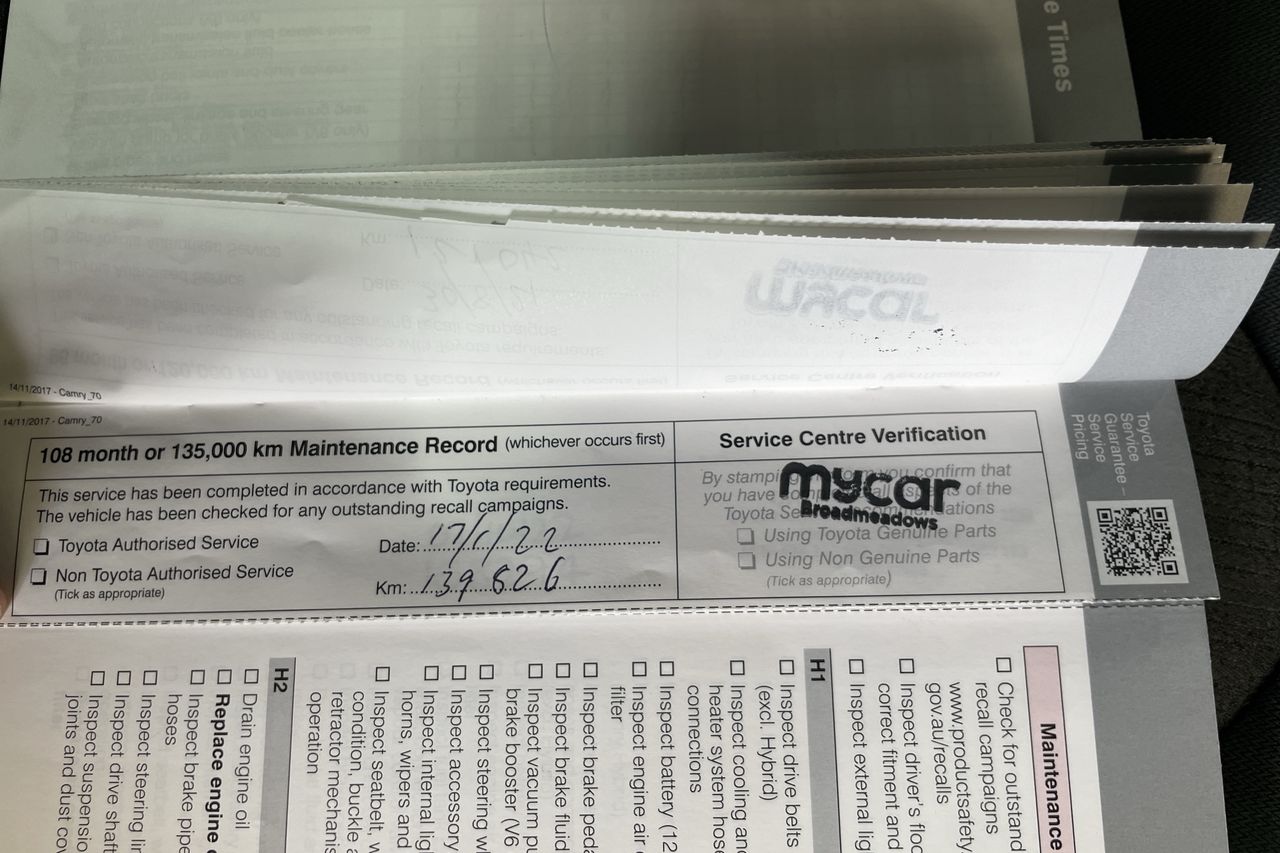 e Times
14/11/2017 - Camry_70
14/11/2017 - Camry_70
108 month or 135,000 km Maintenance Record (whichever occurs first)
This service has been completed in accordance with Toyota requirements.
The vehicle has been checked for any outstanding recall campaigns.
❏ Toyota Authorised Service
❏ Non Toyota Authorised Service
(Tick as appropriate)
Date: 17/1/22
Km: 139 826
Service Centre Verification
By stamping form you confirm that
you have all of the
Toyota
mycar
Broadmeadows
❏ Using Toyota Genuine Parts
❏ Using Non Genuine Parts
(Tick as appropriate)
Toyota
Service
Guarantee –
Service
Pricing
Maintenance
☐ Check for outstand
recall campaigns
www.productsafety.
gov.au/recalls
☐ Inspect driver's floo
correct fitment and
☐ Inspect external lig
H1
☐ Inspect drive belts
(excl. Hybrid)
☐ Inspect cooling and
heater system hose
connections
☐ Inspect battery (12
☐ Inspect engine air c
filter
☐ Inspect brake peda
☐ Inspect brake fluid
☐ Inspect vacuum pu
brake booster (V6
☐ Inspect steering w
☐ Inspect accessory
☐ Inspect internal lig
horns, wipers and
☐ Inspect seatbelt, w
condition, buckle a
retractor mechanis
operation
H2
☐ Drain engine oil
☐ Replace engine o
☐ Inspect brake pipe
hoses
☐ Inspect steering lin
☐ Inspect drive shaft
☐ Inspect suspensio
joints and dust cov